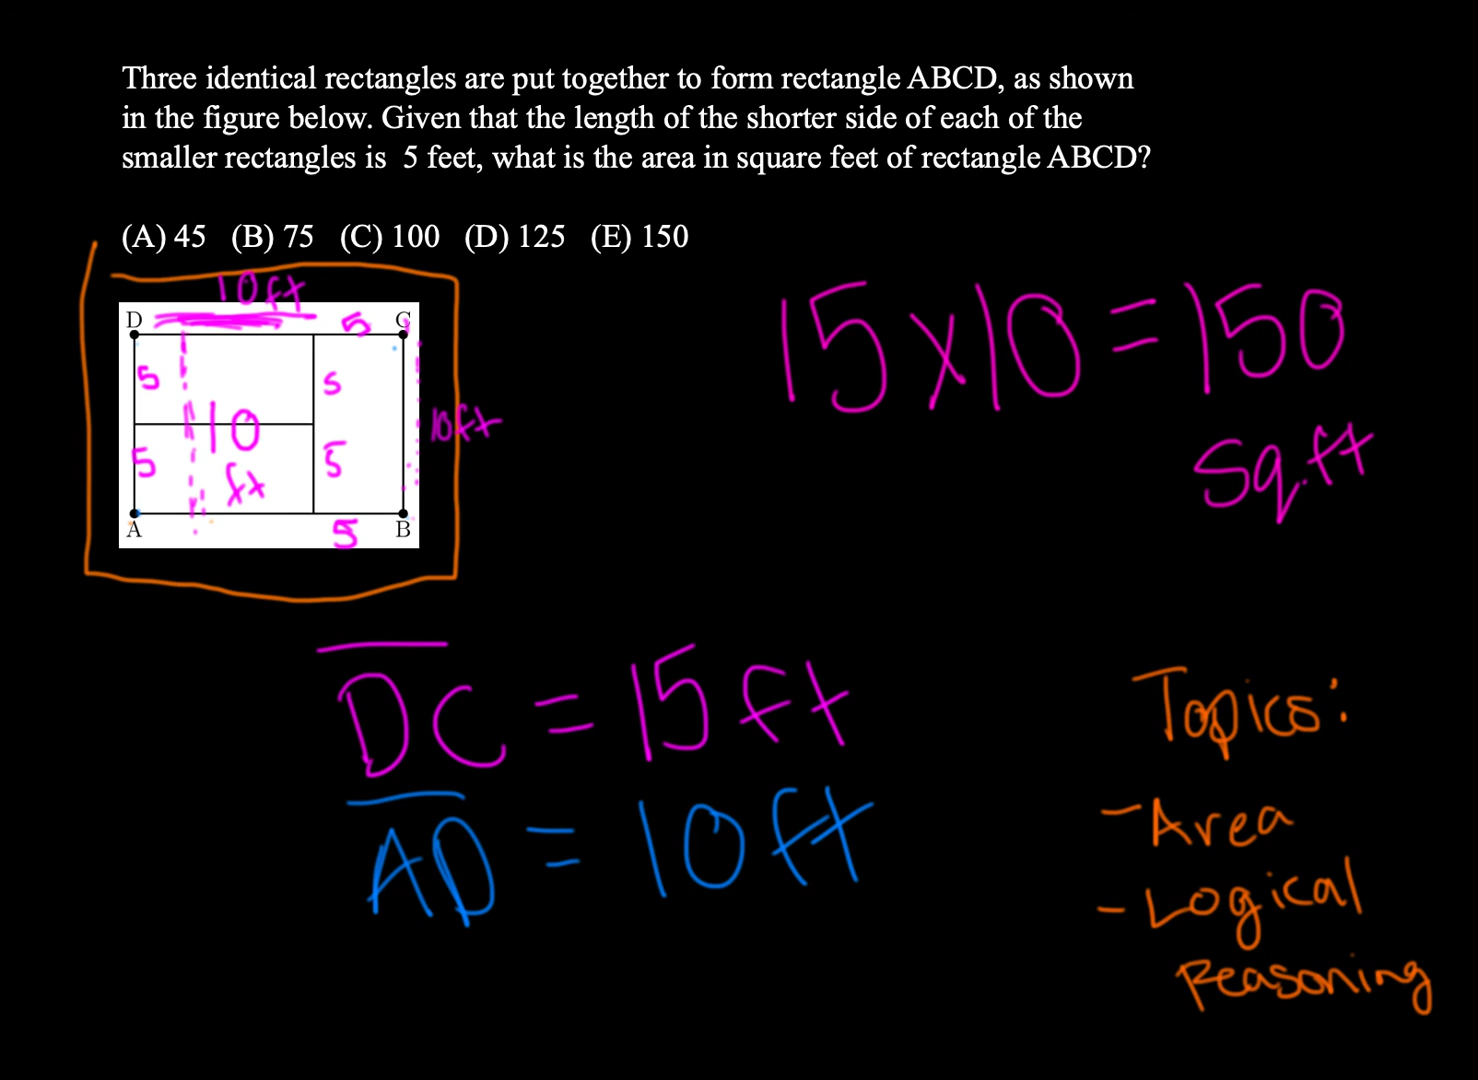 Three identical rectangles are put together to form rectangle ABCD, as shown
in the figure below. Given that the length of the shorter side of each of the
smaller rectangles is 5 feet, what is the area in square feet of rectangle ABCD?
(A) 45 (B) 75 (C) 100 (D) 125 (E) 150
10ft
D 5 C
5 5
10 10ft
5 ft 5
A 5 B
15x10=150
Sq.ft
DC = 15ft
AD = 10ft
Topics:
- Area
- Logical
Reasoning